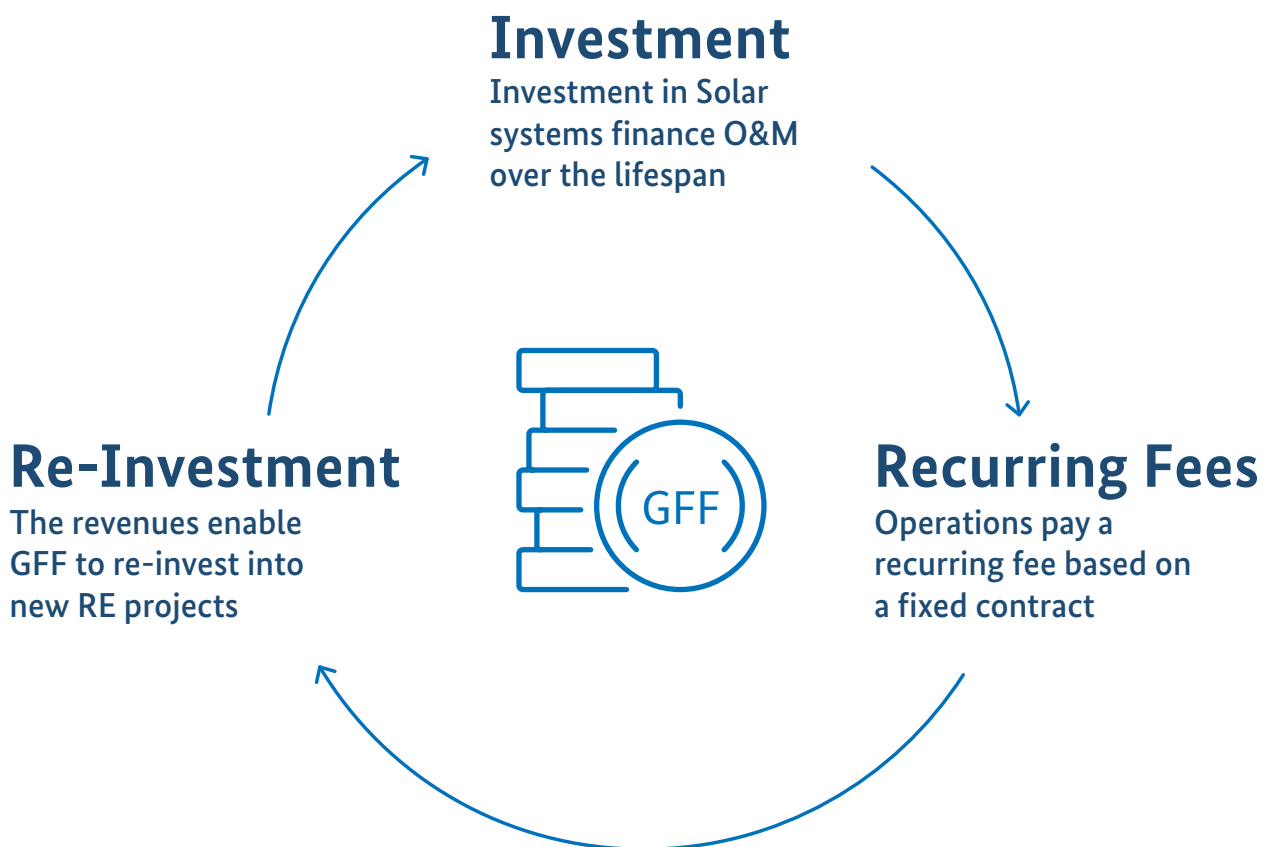 Investment
Investment in Solar
systems finance O&M
over the lifespan
Re-Investment
The revenues enable
GFF to re-invest into
new RE projects
GFF
Recurring Fees
Operations pay a
recurring fee based on
a fixed contract